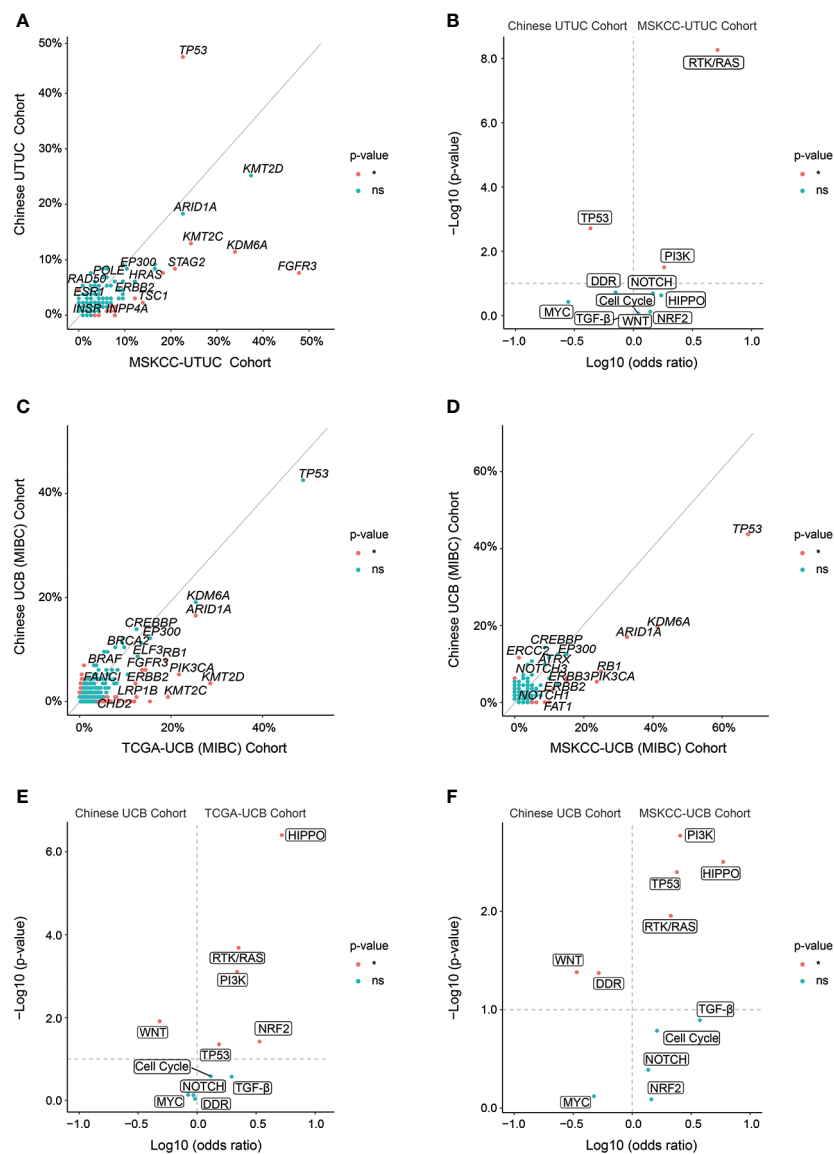 A
50%
40%
30%
20%
10%
0%
Chinese UTUC Cohort
TP53
KMT2D
ARID1A
KMT2C
KDM6A
EP300
STAG2
FGFR3
POLE
HRAS
RAD50
ERBB2
ESR1
TSC1
INSR
INPP4A
0%
10%
20%
30%
40%
50%
MSKCC-UTUC Cohort
p-value
*
ns
B
Chinese UTUC Cohort
MSKCC-UTUC Cohort
8.0
6.0
4.0
2.0
0.0
−Log10 (p-value)
RTK/RAS
TP53
PI3K
DDR
NOTCH
Cell Cycle
HIPPO
MYC
TGF-β
WNT
NRF2
−1.0
−0.5
0.0
0.5
1.0
Log10 (odds ratio)
p-value
*
ns
C
40%
20%
0%
Chinese UCB (MIBC) Cohort
TP53
KDM6A
ARID1A
CREBBP
EP300
BRCA2
ELF3
RB1
BRAF
FGFR3
PIK3CA
FANCI
ERBB2
KMT2D
LRP1B
KMT2C
CHD2
0%
20%
40%
TCGA-UCB (MIBC) Cohort
p-value
*
ns
D
60%
40%
20%
0%
Chinese UCB (MIBC) Cohort
TP53
KDM6A
ARID1A
CREBBP
ERCC2
EP300
ATRX
NOTCH3
RB1
ERBB3
PIK3CA
ERBB2
NOTCH1
FAT1
0%
20%
40%
60%
MSKCC-UCB (MIBC) Cohort
p-value
*
ns
E
Chinese UCB Cohort
TCGA-UCB Cohort
6.0
4.0
2.0
0.0
−Log10 (p-value)
HIPPO
RTK/RAS
PI3K
WNT
NRF2
TP53
Cell Cycle
NOTCH
TGF-β
MYC
DDR
−1.0
−0.5
0.0
0.5
1.0
Log10 (odds ratio)
p-value
*
ns
F
Chinese UCB Cohort
MSKCC-UCB Cohort
2.0
1.0
0.0
−Log10 (p-value)
PI3K
HIPPO
TP53
RTK/RAS
WNT
DDR
TGF-β
Cell Cycle
NOTCH
NRF2
MYC
−1.0
−0.5
0.0
0.5
1.0
Log10 (odds ratio)
p-value
*
ns